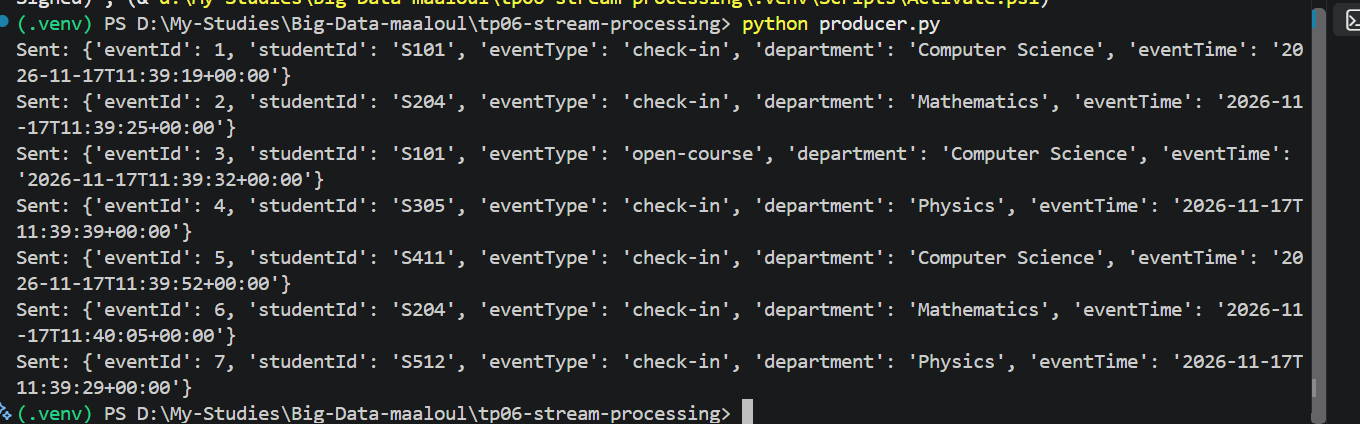 (.venv) PS D:\My-Studies\Big-Data-maaloul\tp06-stream-processing> python producer.py
Sent: {'eventId': 1, 'studentId': 'S101', 'eventType': 'check-in', 'department': 'Computer Science', 'eventTime': '20
26-11-17T11:39:19+00:00'}
Sent: {'eventId': 2, 'studentId': 'S204', 'eventType': 'check-in', 'department': 'Mathematics', 'eventTime': '2026-11
-17T11:39:25+00:00'}
Sent: {'eventId': 3, 'studentId': 'S101', 'eventType': 'open-course', 'department': 'Computer Science', 'eventTime':
'2026-11-17T11:39:32+00:00'}
Sent: {'eventId': 4, 'studentId': 'S305', 'eventType': 'check-in', 'department': 'Physics', 'eventTime': '2026-11-17T
11:39:39+00:00'}
Sent: {'eventId': 5, 'studentId': 'S411', 'eventType': 'check-in', 'department': 'Computer Science', 'eventTime': '20
26-11-17T11:39:52+00:00'}
Sent: {'eventId': 6, 'studentId': 'S204', 'eventType': 'check-in', 'department': 'Mathematics', 'eventTime': '2026-11
-17T11:40:05+00:00'}
Sent: {'eventId': 7, 'studentId': 'S512', 'eventType': 'check-in', 'department': 'Physics', 'eventTime': '2026-11-17T
11:39:29+00:00'}
(.venv) PS D:\My-Studies\Big-Data-maaloul\tp06-stream-processing>